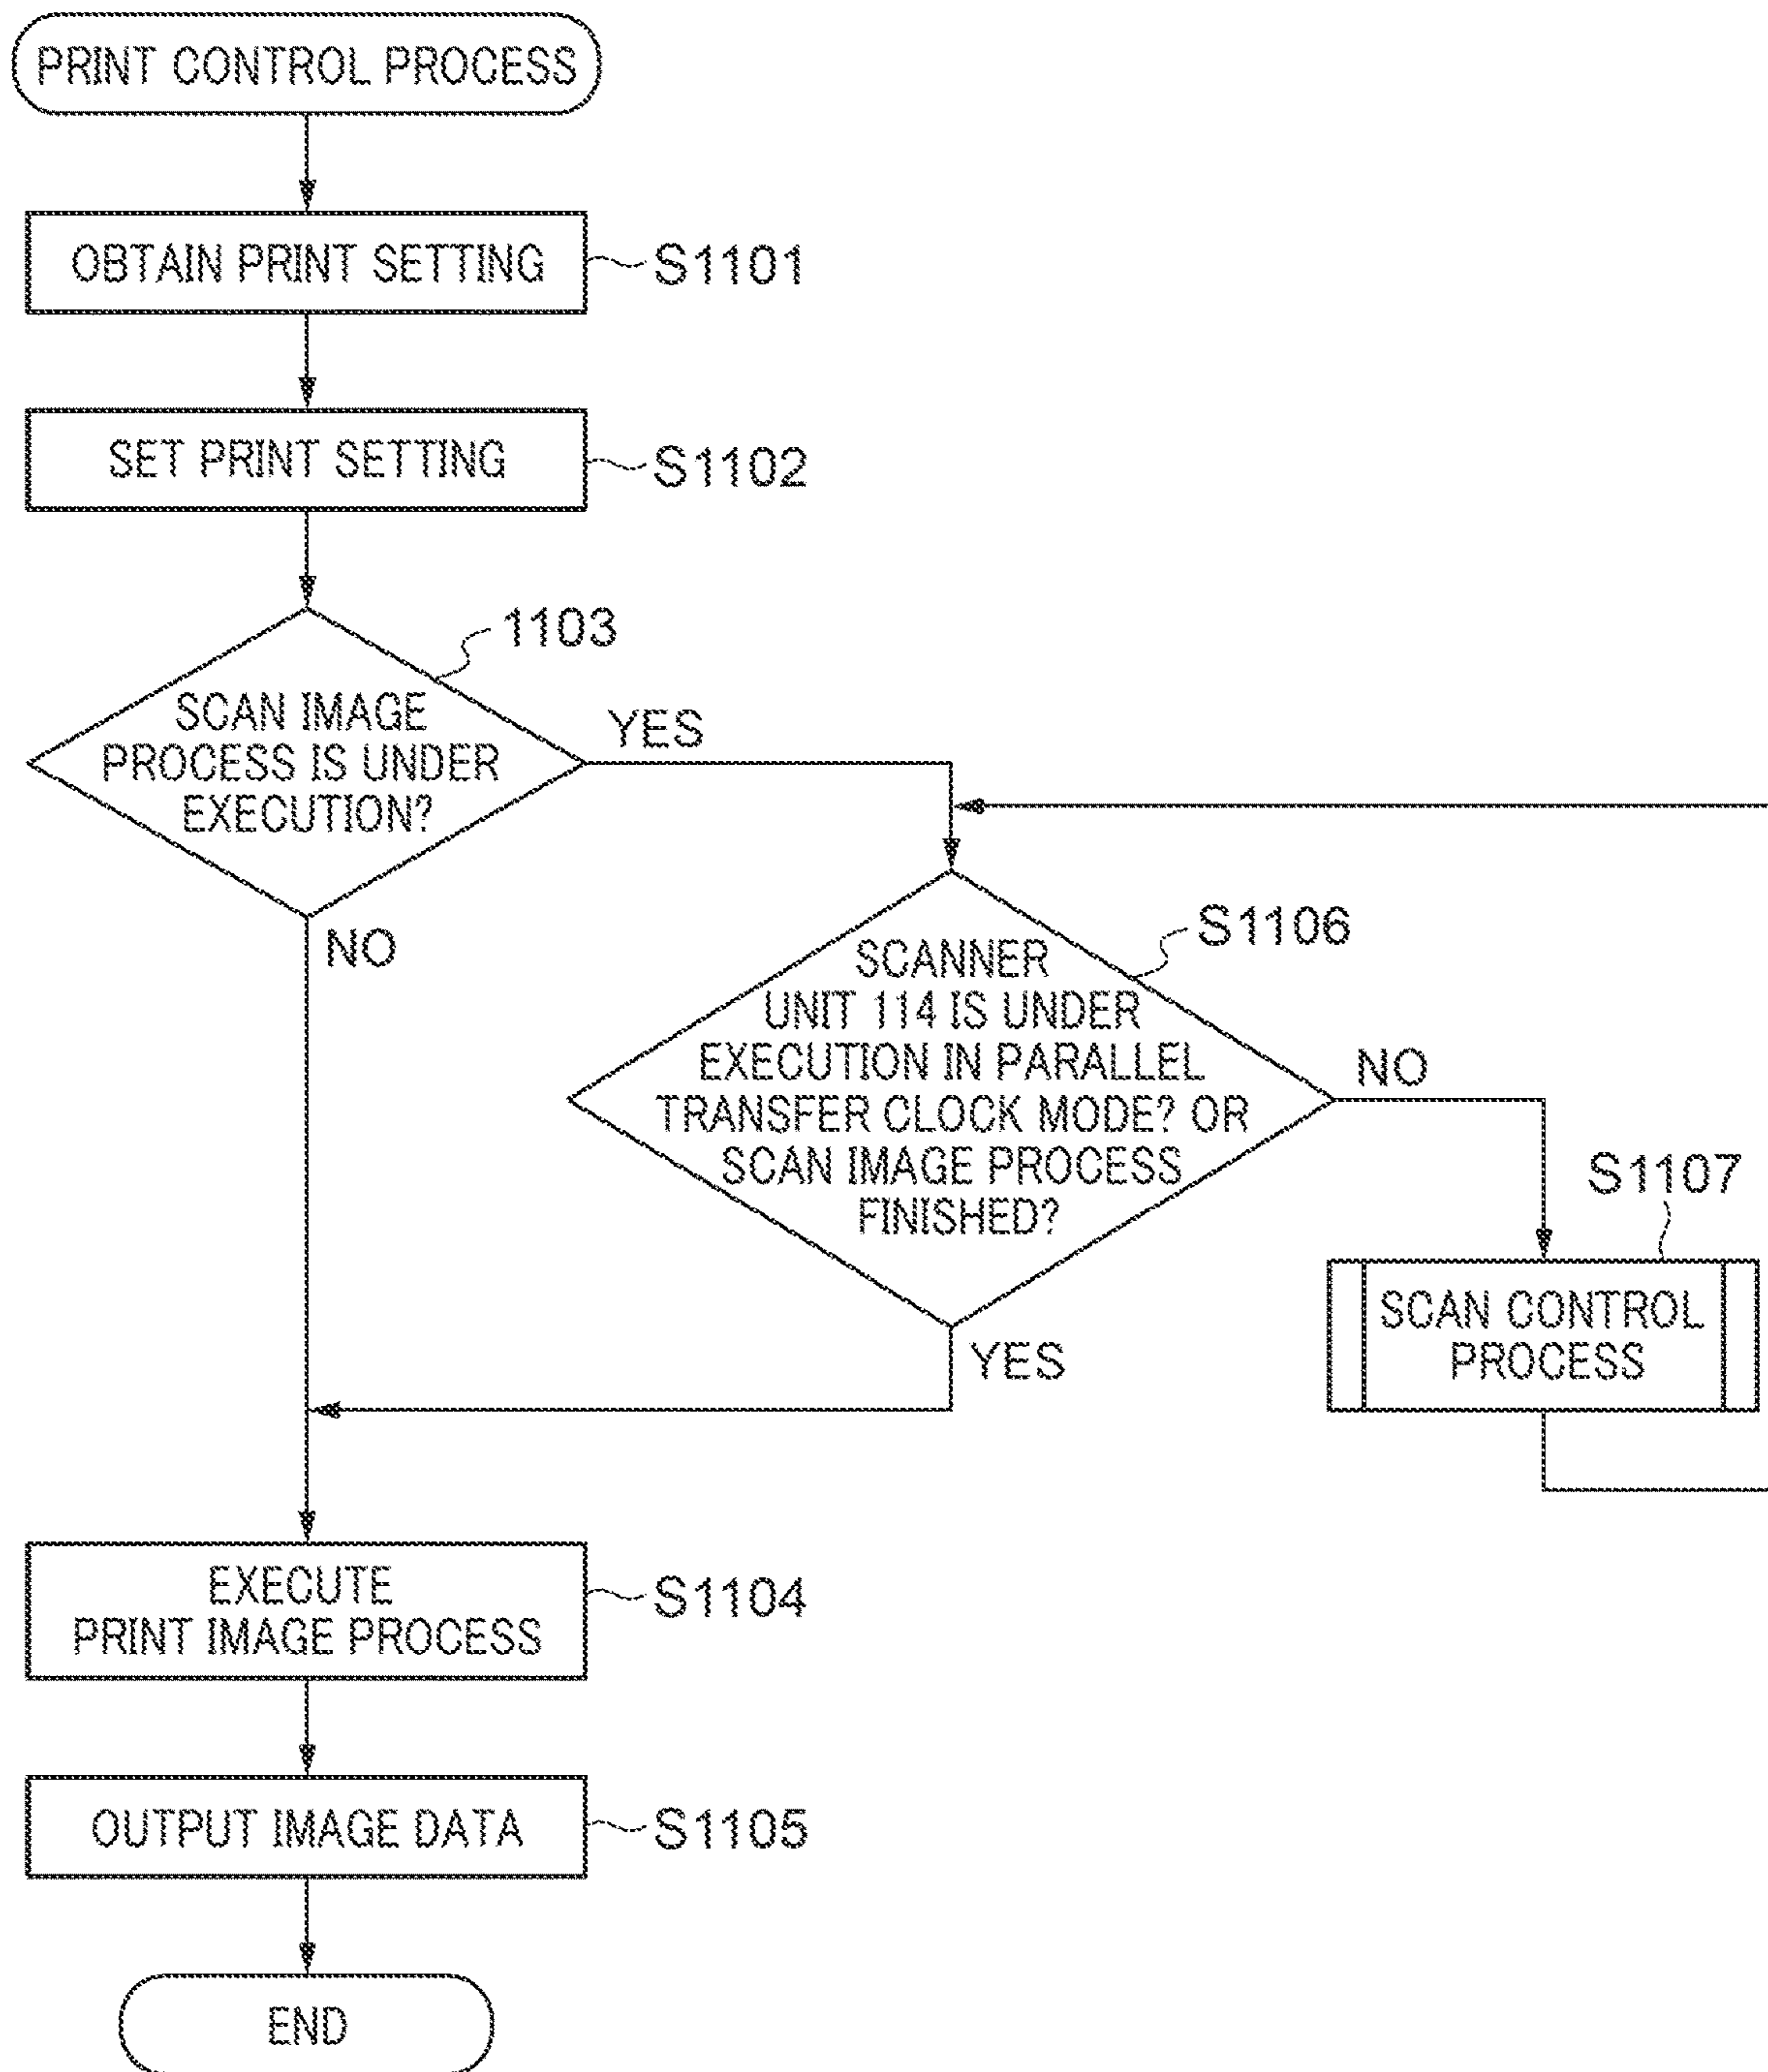 PRINT CONTROL PROCESS
OBTAIN PRINT SETTING
S1101
SET PRINT SETTING
S1102
1103
SCAN IMAGE
PROCESS IS UNDER
EXECUTION?
YES
NO
S1106
SCANNER
UNIT 114 IS UNDER
EXECUTION IN PARALLEL
TRANSFER CLOCK MODE? OR
SCAN IMAGE PROCESS
FINISHED?
NO
YES
S1107
SCAN CONTROL
PROCESS
EXECUTE
PRINT IMAGE PROCESS
S1104
OUTPUT IMAGE DATA
S1105
END